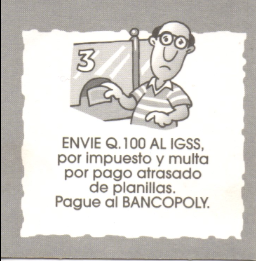 3
ENVIE Q.100 AL IGSS,
por impuesto y multa
por pago atrasado
de planillas.
Pague al BANCOPOLY.